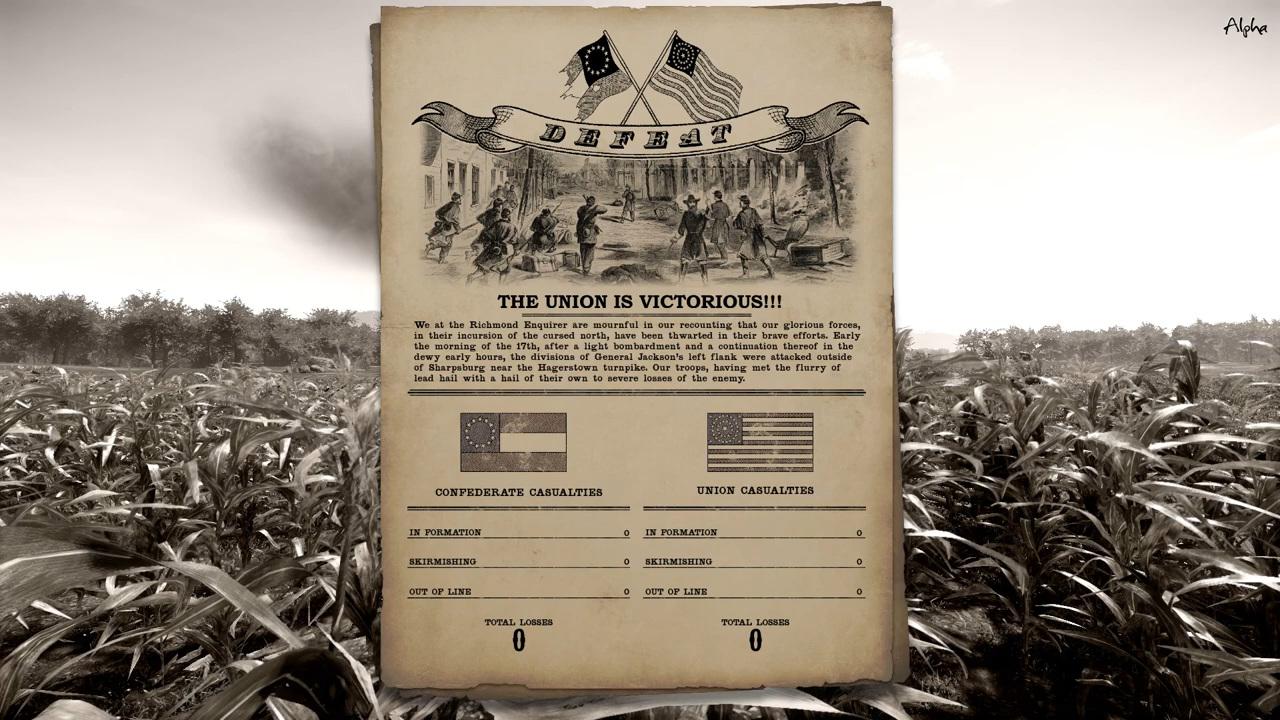 Alpha
DEFEAT
THE UNION IS VICTORIOUS!!!
We at the Richmond Enquirer are mournful in our recounting that our glorious forces,
in their incursion of the cursed north, have been thwarted in their brave efforts. Early
the morning of the 17th, after a light bombardment and a continuation thereof in the
dewy early hours, the divisions of General Jackson's left flank were attacked outside
of Sharpsburg near the Hagerstown turnpike. Our troops, having met the flurry of
lead hail with a hail of their own to severe losses of the enemy.
CONFEDERATE CASUALTIES
IN FORMATION 0
SKIRMISHING 0
OUT OF LINE 0
TOTAL LOSSES
0
UNION CASUALTIES
IN FORMATION 0
SKIRMISHING 0
OUT OF LINE 0
TOTAL LOSSES
0